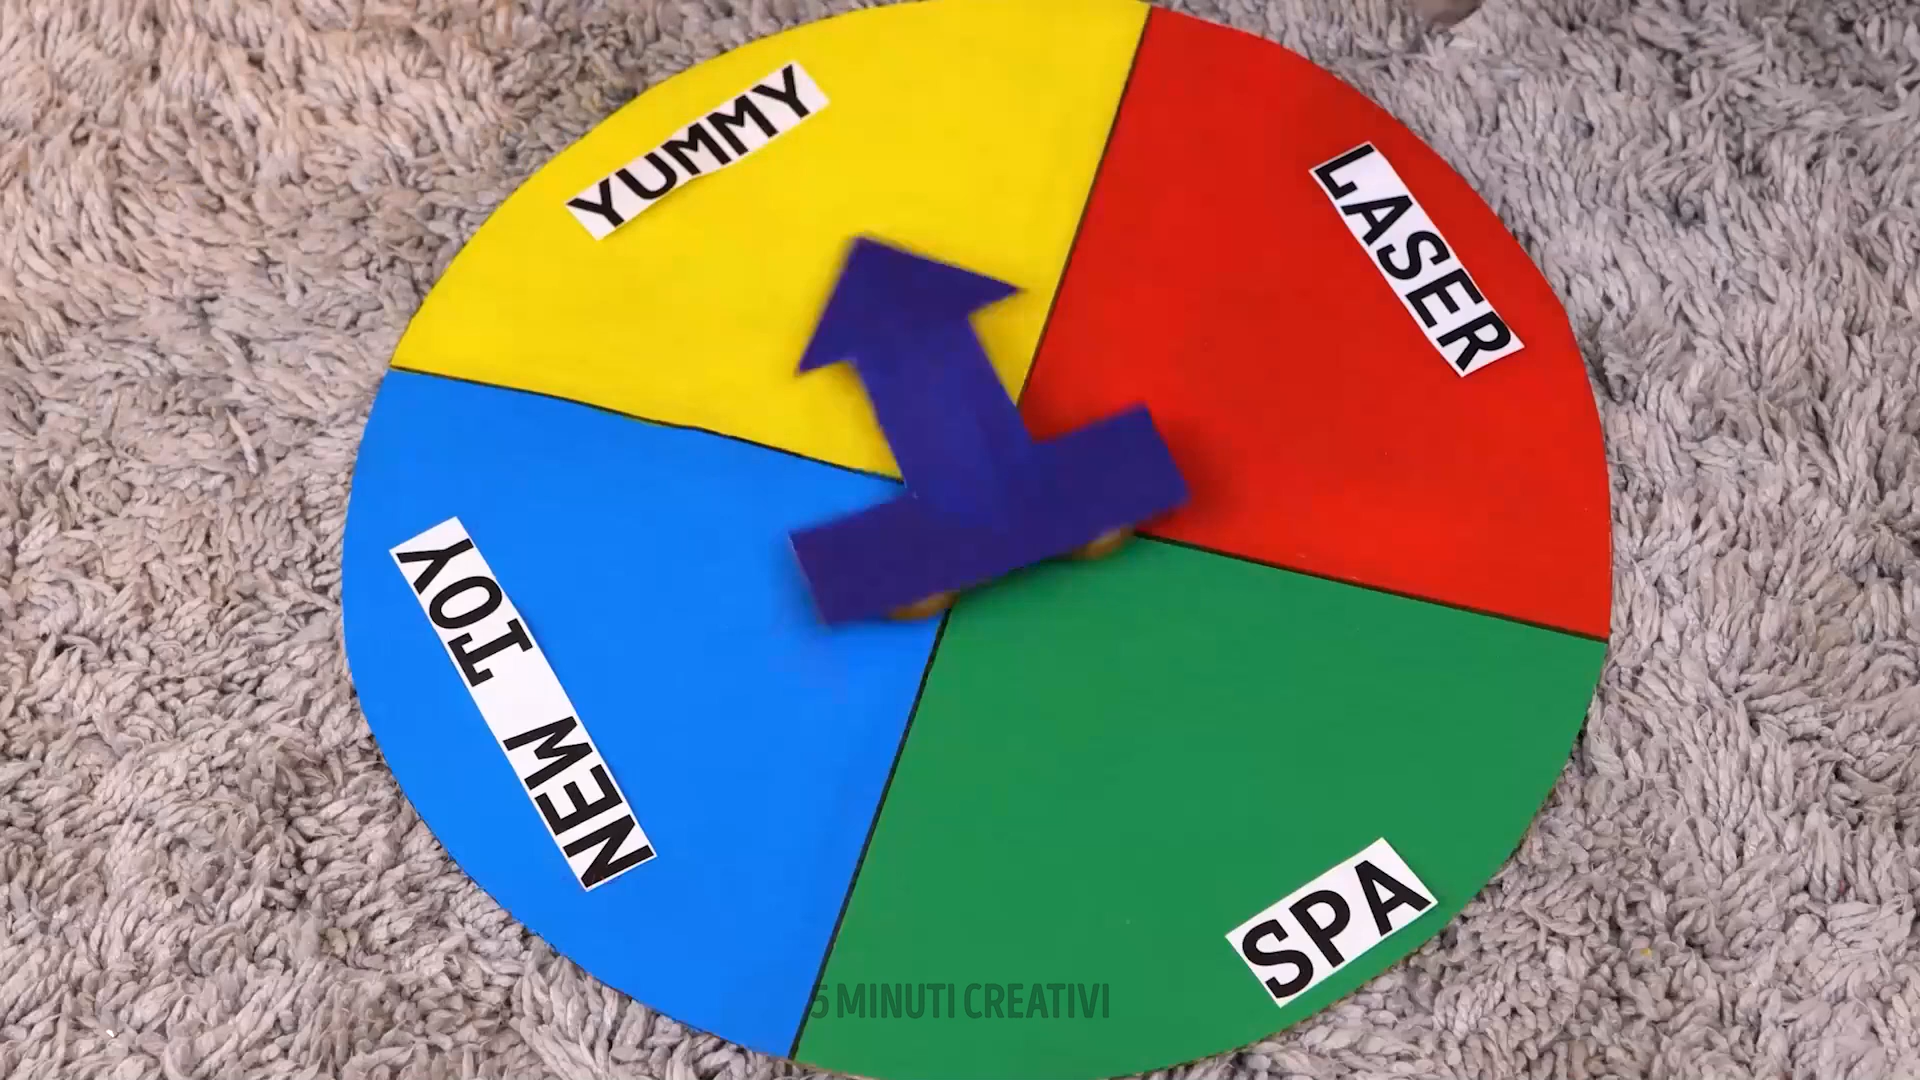 YUMMY
LASER
NEW TOY
SPA
5 MINUTI CREATIVI